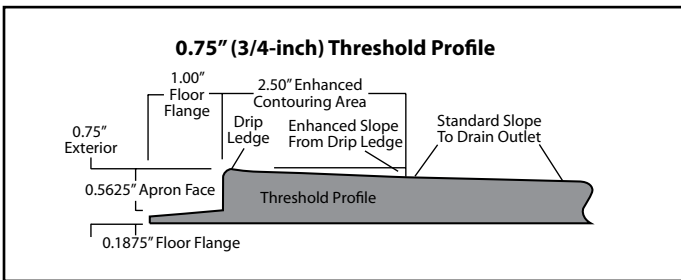 0.75” (3/4-inch) Threshold Profile
1.00”
Floor
Flange
2.50” Enhanced
Contouring Area
0.75”
Exterior
Drip
Ledge
Enhanced Slope
From Drip Ledge
Standard Slope
To Drain Outlet
0.5625” Apron Face
Threshold Profile
0.1875” Floor Flange